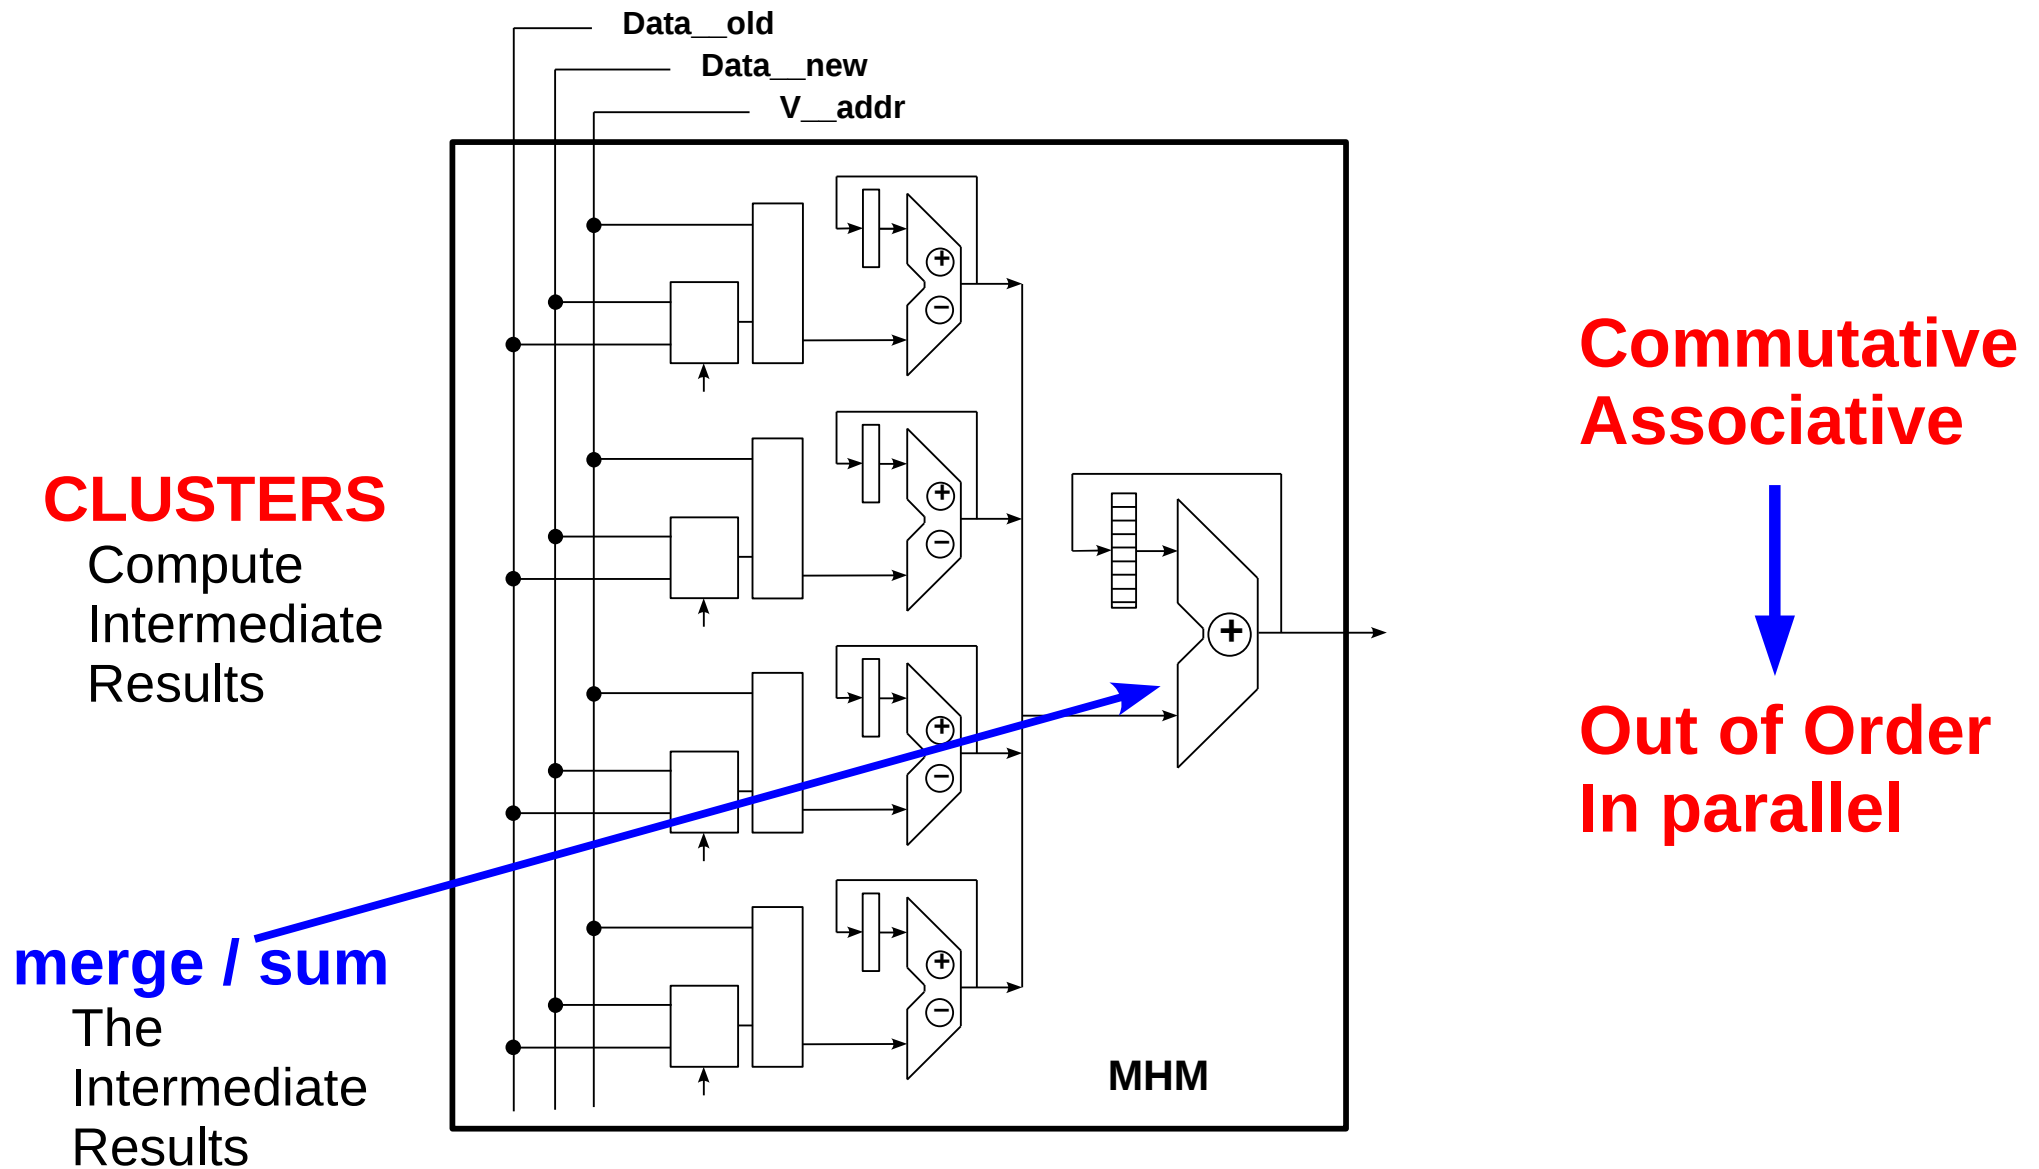 Data__old
Data__new
V__addr
CLUSTERS
Compute
Intermediate
Results
merge / sum
The
Intermediate
Results
+
−
+
−
+
−
+
−
+
MHM
Commutative
Associative
Out of Order
In parallel